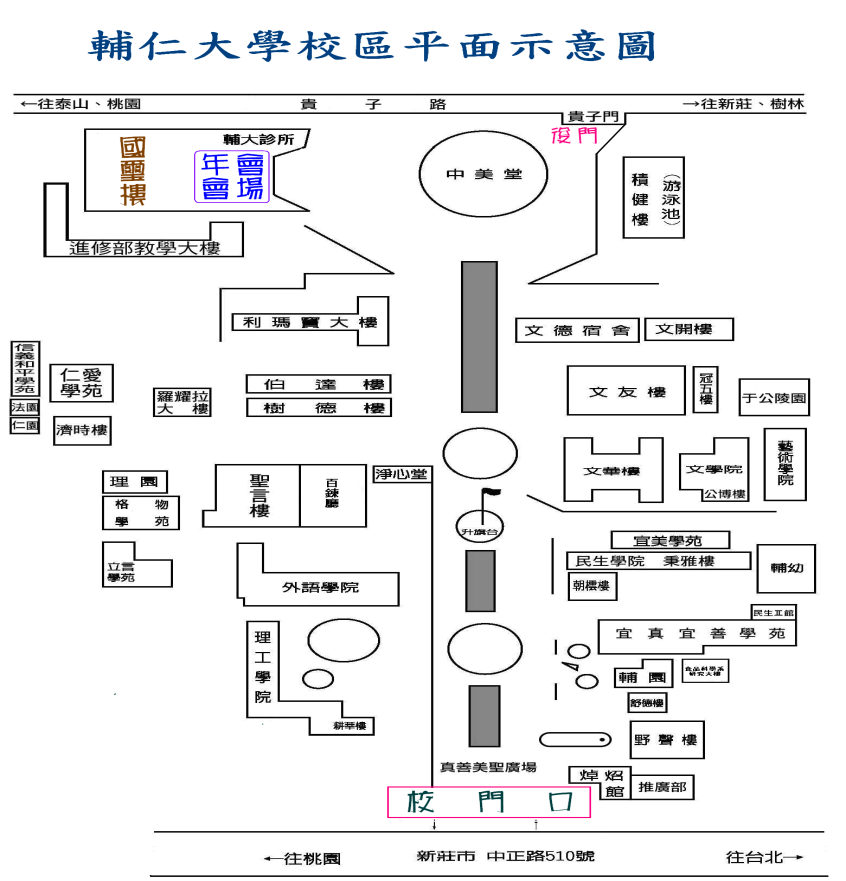 輔仁大學校區平面示意圖
←往泰山、桃園
貴子路
→往新莊、樹林
貴子門
後門
國璽摟
輔大診所
年會
會場
中美堂
積健樓
（游泳池）
進修部教學大樓
利瑪竇大樓
文德宿舍
文開樓
信義和平學苑
仁愛
學苑
法園
仁園
濟時樓
羅耀拉
大樓
伯達樓
樹德樓
文友樓
冠五樓
于公陵園
理園
格物
學苑
聖言樓
百鍊廳
淨心堂
文華樓
文學院
公博樓
藝術學院
升旗台
立言
學苑
外語學院
宜美學苑
民生學院 秉雅樓
朝橒樓
輔幼
民生工館
宜真宜善學苑
理工學院
耕莘樓
輔園
食品科學系
研究大樓
舒德樓
野聲樓
真善美聖廣場
焯炤
館
推廣部
校門口
←往桃園
新莊市 中正路510號
往台北→